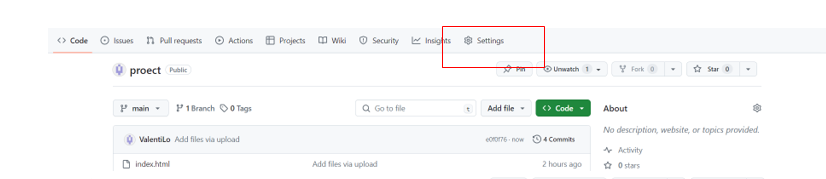 Code Issues Pull requests Actions Projects Wiki Security Insights Settings
proect Public Pin Unwatch 1 Fork 0 Star 0
main 1 Branch 0 Tags Go to file t Add file Code About
No description, website, or topics provided.
ValentiLo Add files via upload e0f0f76 · now 4 Commits
Activity
index.html Add files via upload 2 hours ago
0 stars